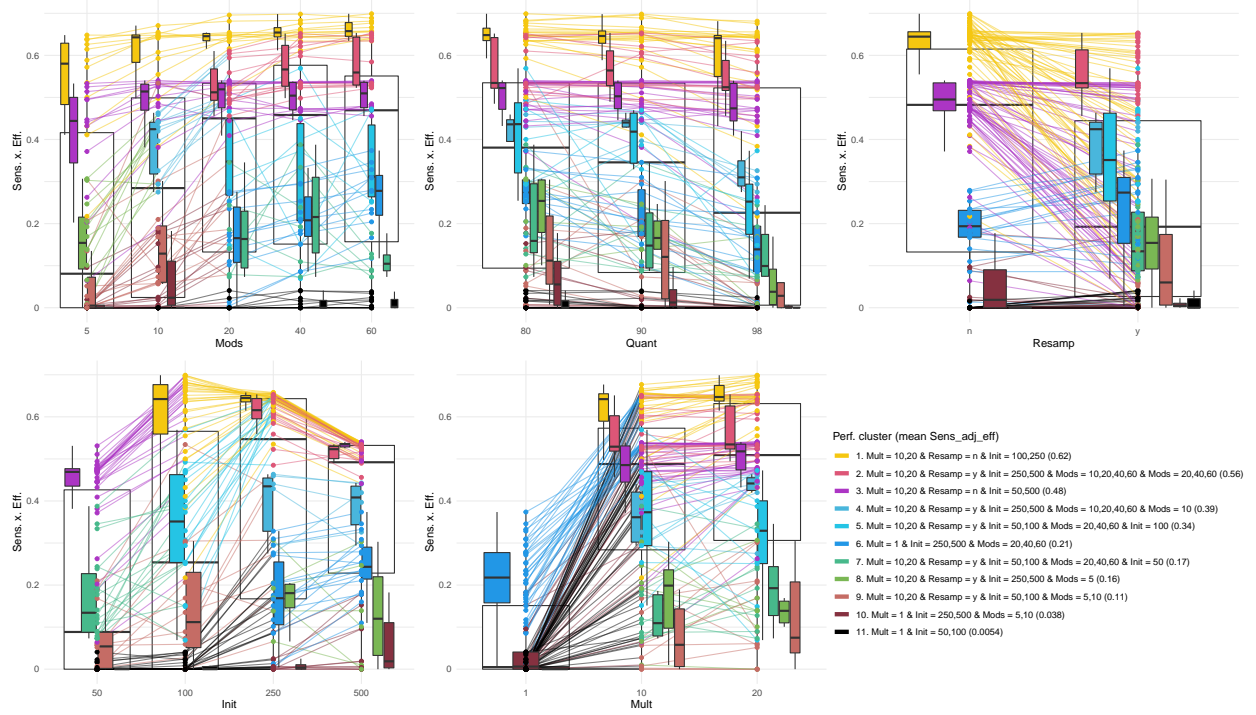 0.6
0.4
0.2
0
Sens. x. Eff.
5 10 20 40 60
Mods
0.6
0.4
0.2
0
Sens. x. Eff.
80 90 98
Quant
0.6
0.4
0.2
0
Sens. x. Eff.
n y
Resamp
0.6
0.4
0.2
0
Sens. x. Eff.
50 100 250 500
Init
0.6
0.4
0.2
0
Sens. x. Eff.
1 10 20
Mult
Perf. cluster (mean Sens_adj_eff)
1. Mult = 10,20 & Resamp = n & Init = 100,250 (0.62)
2. Mult = 10,20 & Resamp = y & Init = 250,500 & Mods = 10,20,40,60 & Mods = 20,40,60 (0.56)
3. Mult = 10,20 & Resamp = n & Init = 50,500 (0.48)
4. Mult = 10,20 & Resamp = y & Init = 250,500 & Mods = 10,20,40,60 & Mods = 10 (0.39)
5. Mult = 10,20 & Resamp = y & Init = 50,100 & Mods = 20,40,60 & Init = 100 (0.34)
6. Mult = 1 & Init = 250,500 & Mods = 20,40,60 (0.21)
7. Mult = 10,20 & Resamp = y & Init = 50,100 & Mods = 20,40,60 & Init = 50 (0.17)
8. Mult = 10,20 & Resamp = y & Init = 250,500 & Mods = 5 (0.16)
9. Mult = 10,20 & Resamp = y & Init = 50,100 & Mods = 5,10 (0.11)
10. Mult = 1 & Init = 250,500 & Mods = 5,10 (0.038)
11. Mult = 1 & Init = 50,100 (0.0054)